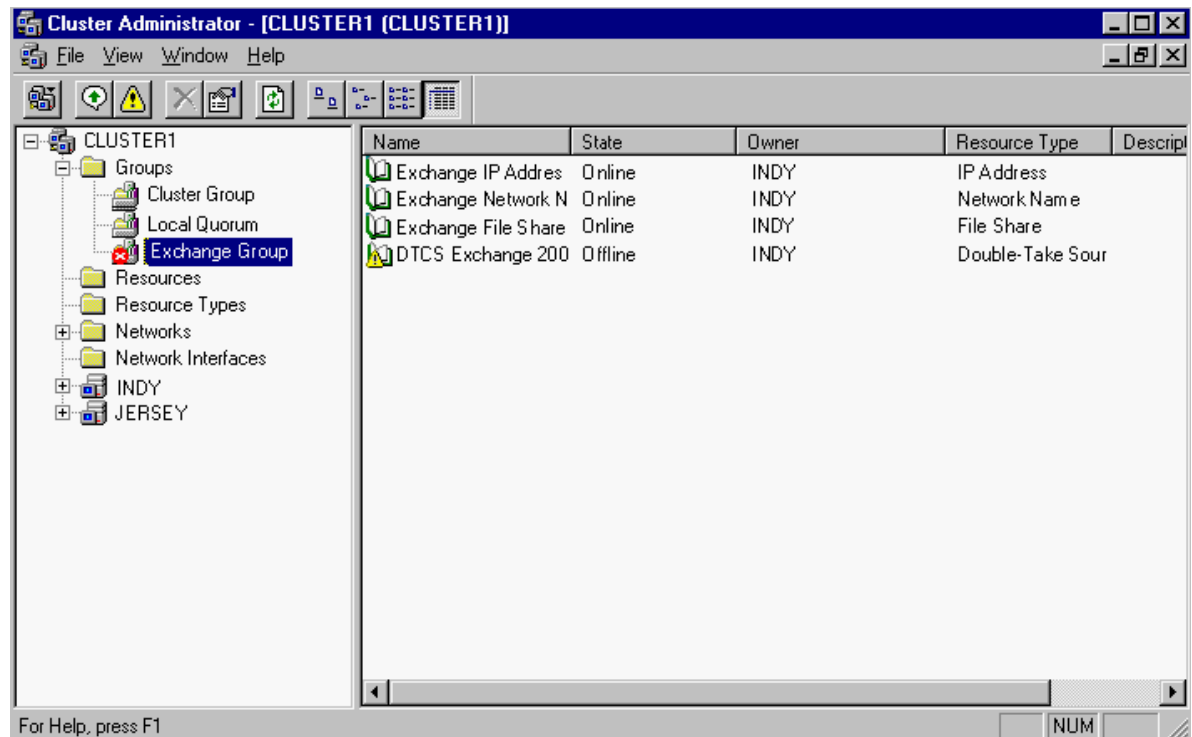 Cluster Administrator - [CLUSTER1 (CLUSTER1)]
File View Window Help
CLUSTER1
Groups
Cluster Group
Local Quorum
Exchange Group
Resources
Resource Types
Networks
Network Interfaces
INDY
JERSEY
Name State Owner Resource Type Descript
Exchange IP Addres Online INDY IP Address
Exchange Network N Online INDY Network Name
Exchange File Share Online INDY File Share
DTCS Exchange 200 Offline INDY Double-Take Sour
For Help, press F1 NUM